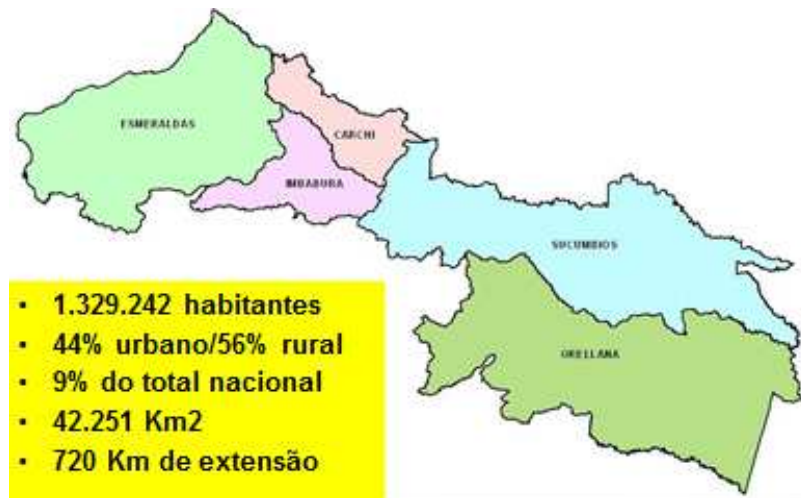 ESMERALDAS
CARCHI
IMBABURA
SUCUMBIOS
ORELLANA
• 1.329.242 habitantes
• 44% urbano/56% rural
• 9% do total nacional
• 42.251 Km2
• 720 Km de extensão